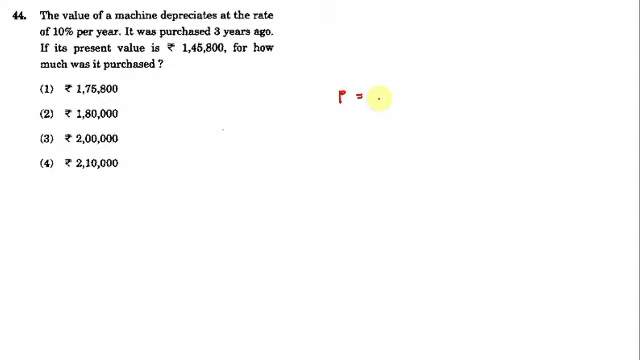 44. The value of a machine depreciates at the rate
of 10% per year. It was purchased 3 years ago.
If its present value is ₹ 1,45,800, for how
much was it purchased ?
(1) ₹ 1,75,800
(2) ₹ 1,80,000
(3) ₹ 2,00,000
(4) ₹ 2,10,000
P =